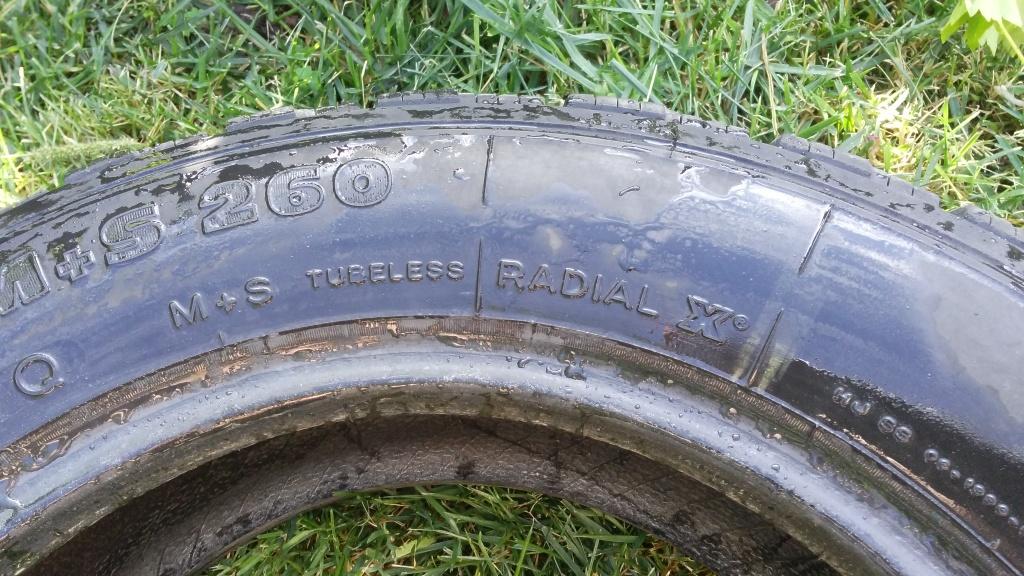 M+S 260
Q M+S TUBELESS RADIAL X